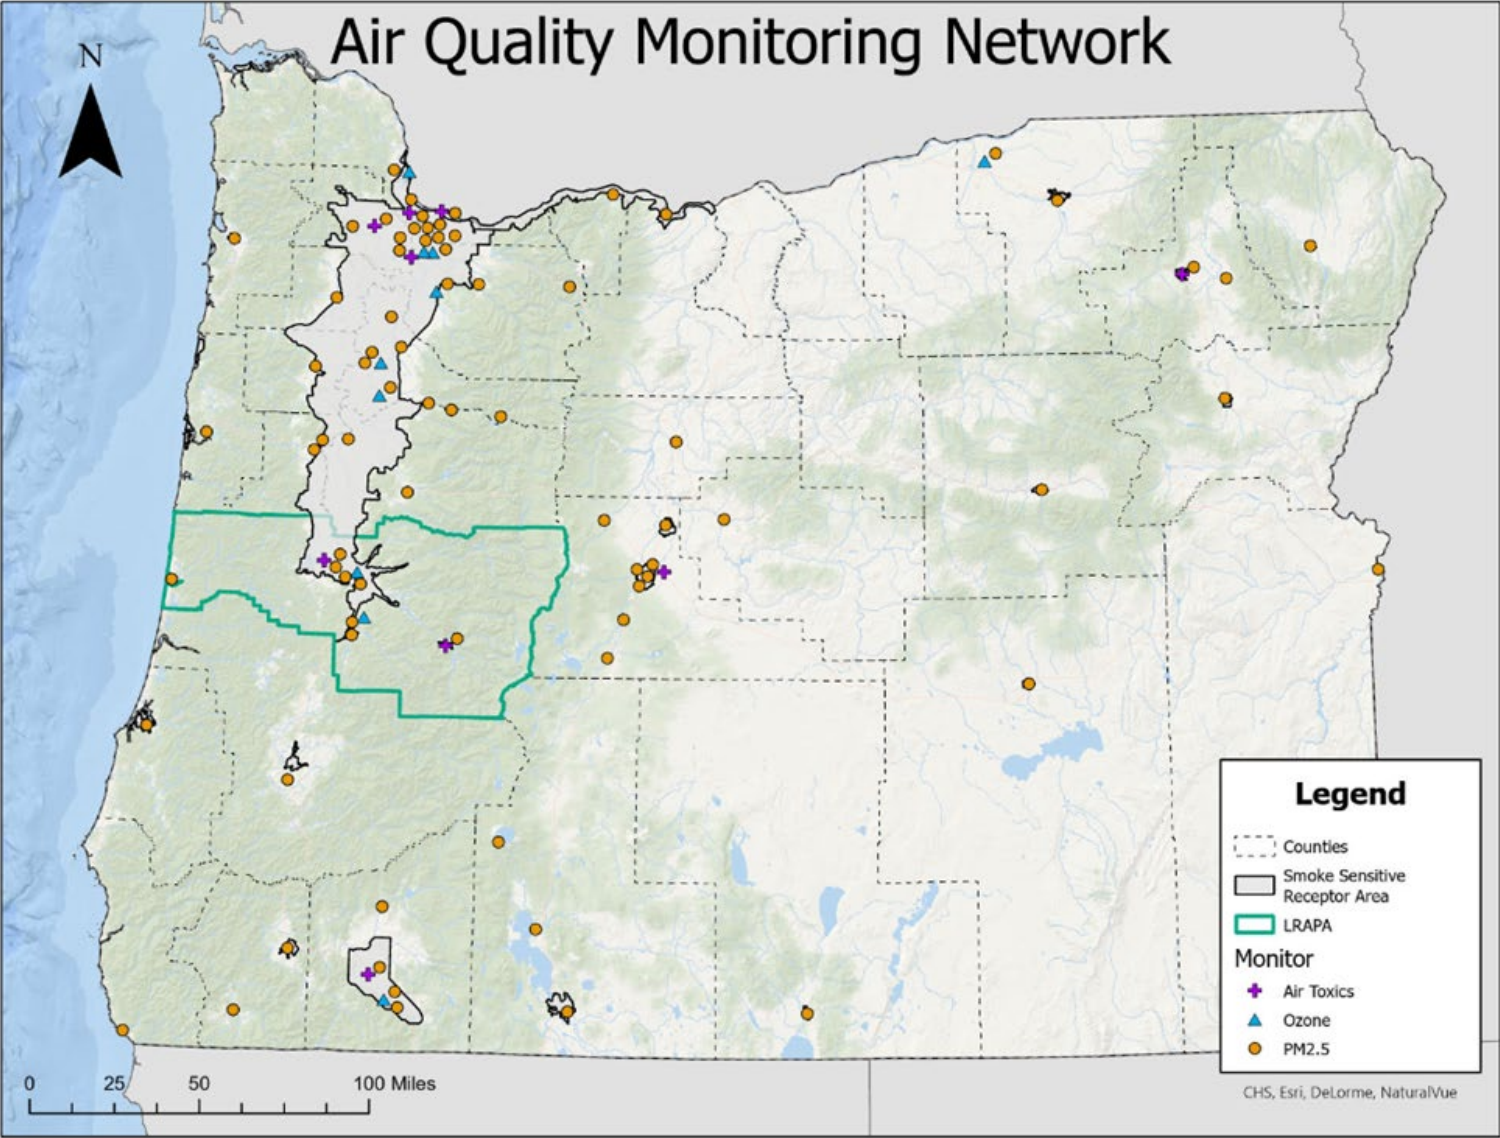 Air Quality Monitoring Network
N
Legend
Counties
Smoke Sensitive
Receptor Area
LRAPA
Monitor
Air Toxics
Ozone
PM2.5
0 25 50 100 Miles
CHS, Esri, DeLorme, NaturalVue